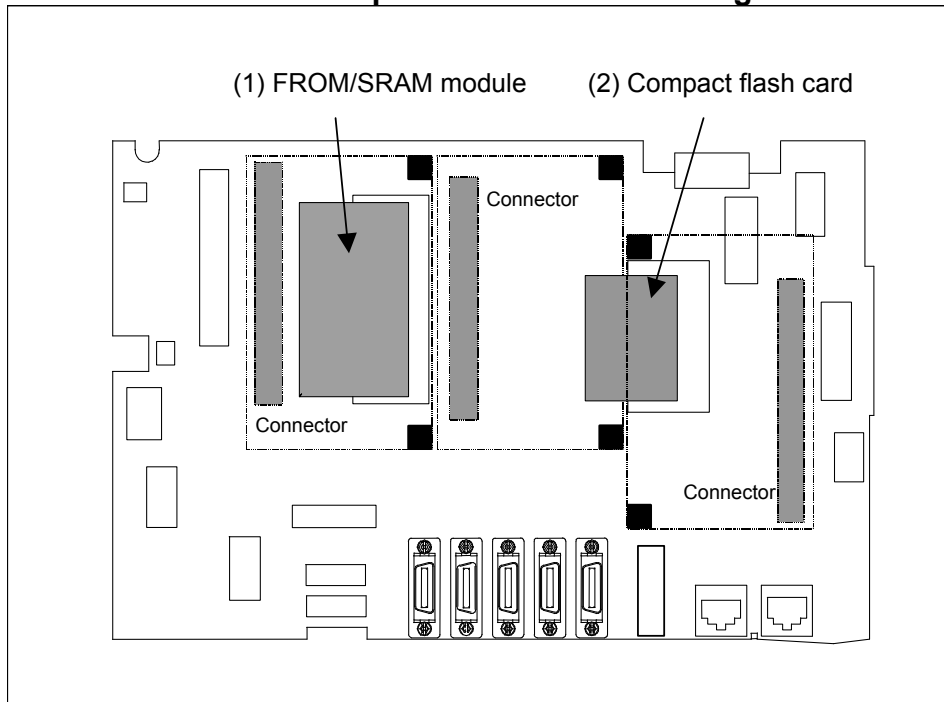 (1) FROM/SRAM module
(2) Compact flash card
Connector
Connector
Connector